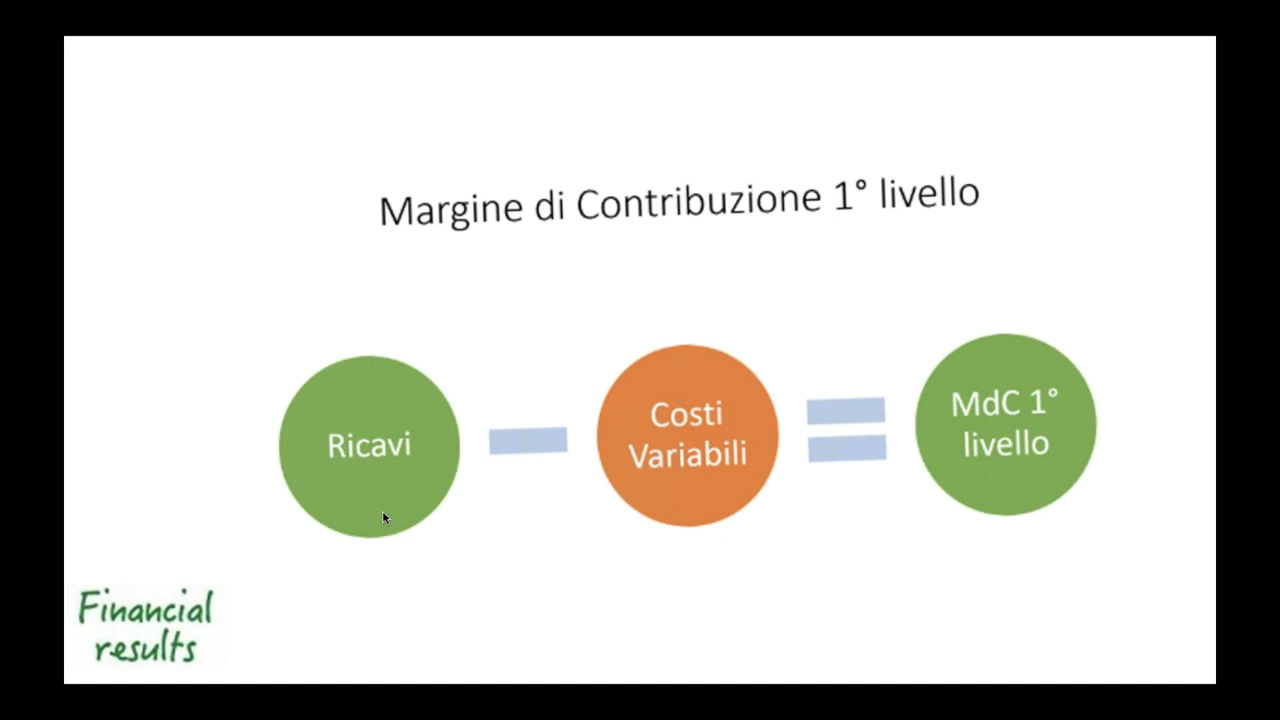 Margine di Contribuzione 1° livello
Ricavi
Costi
Variabili
MdC 1°
livello
Financial
results